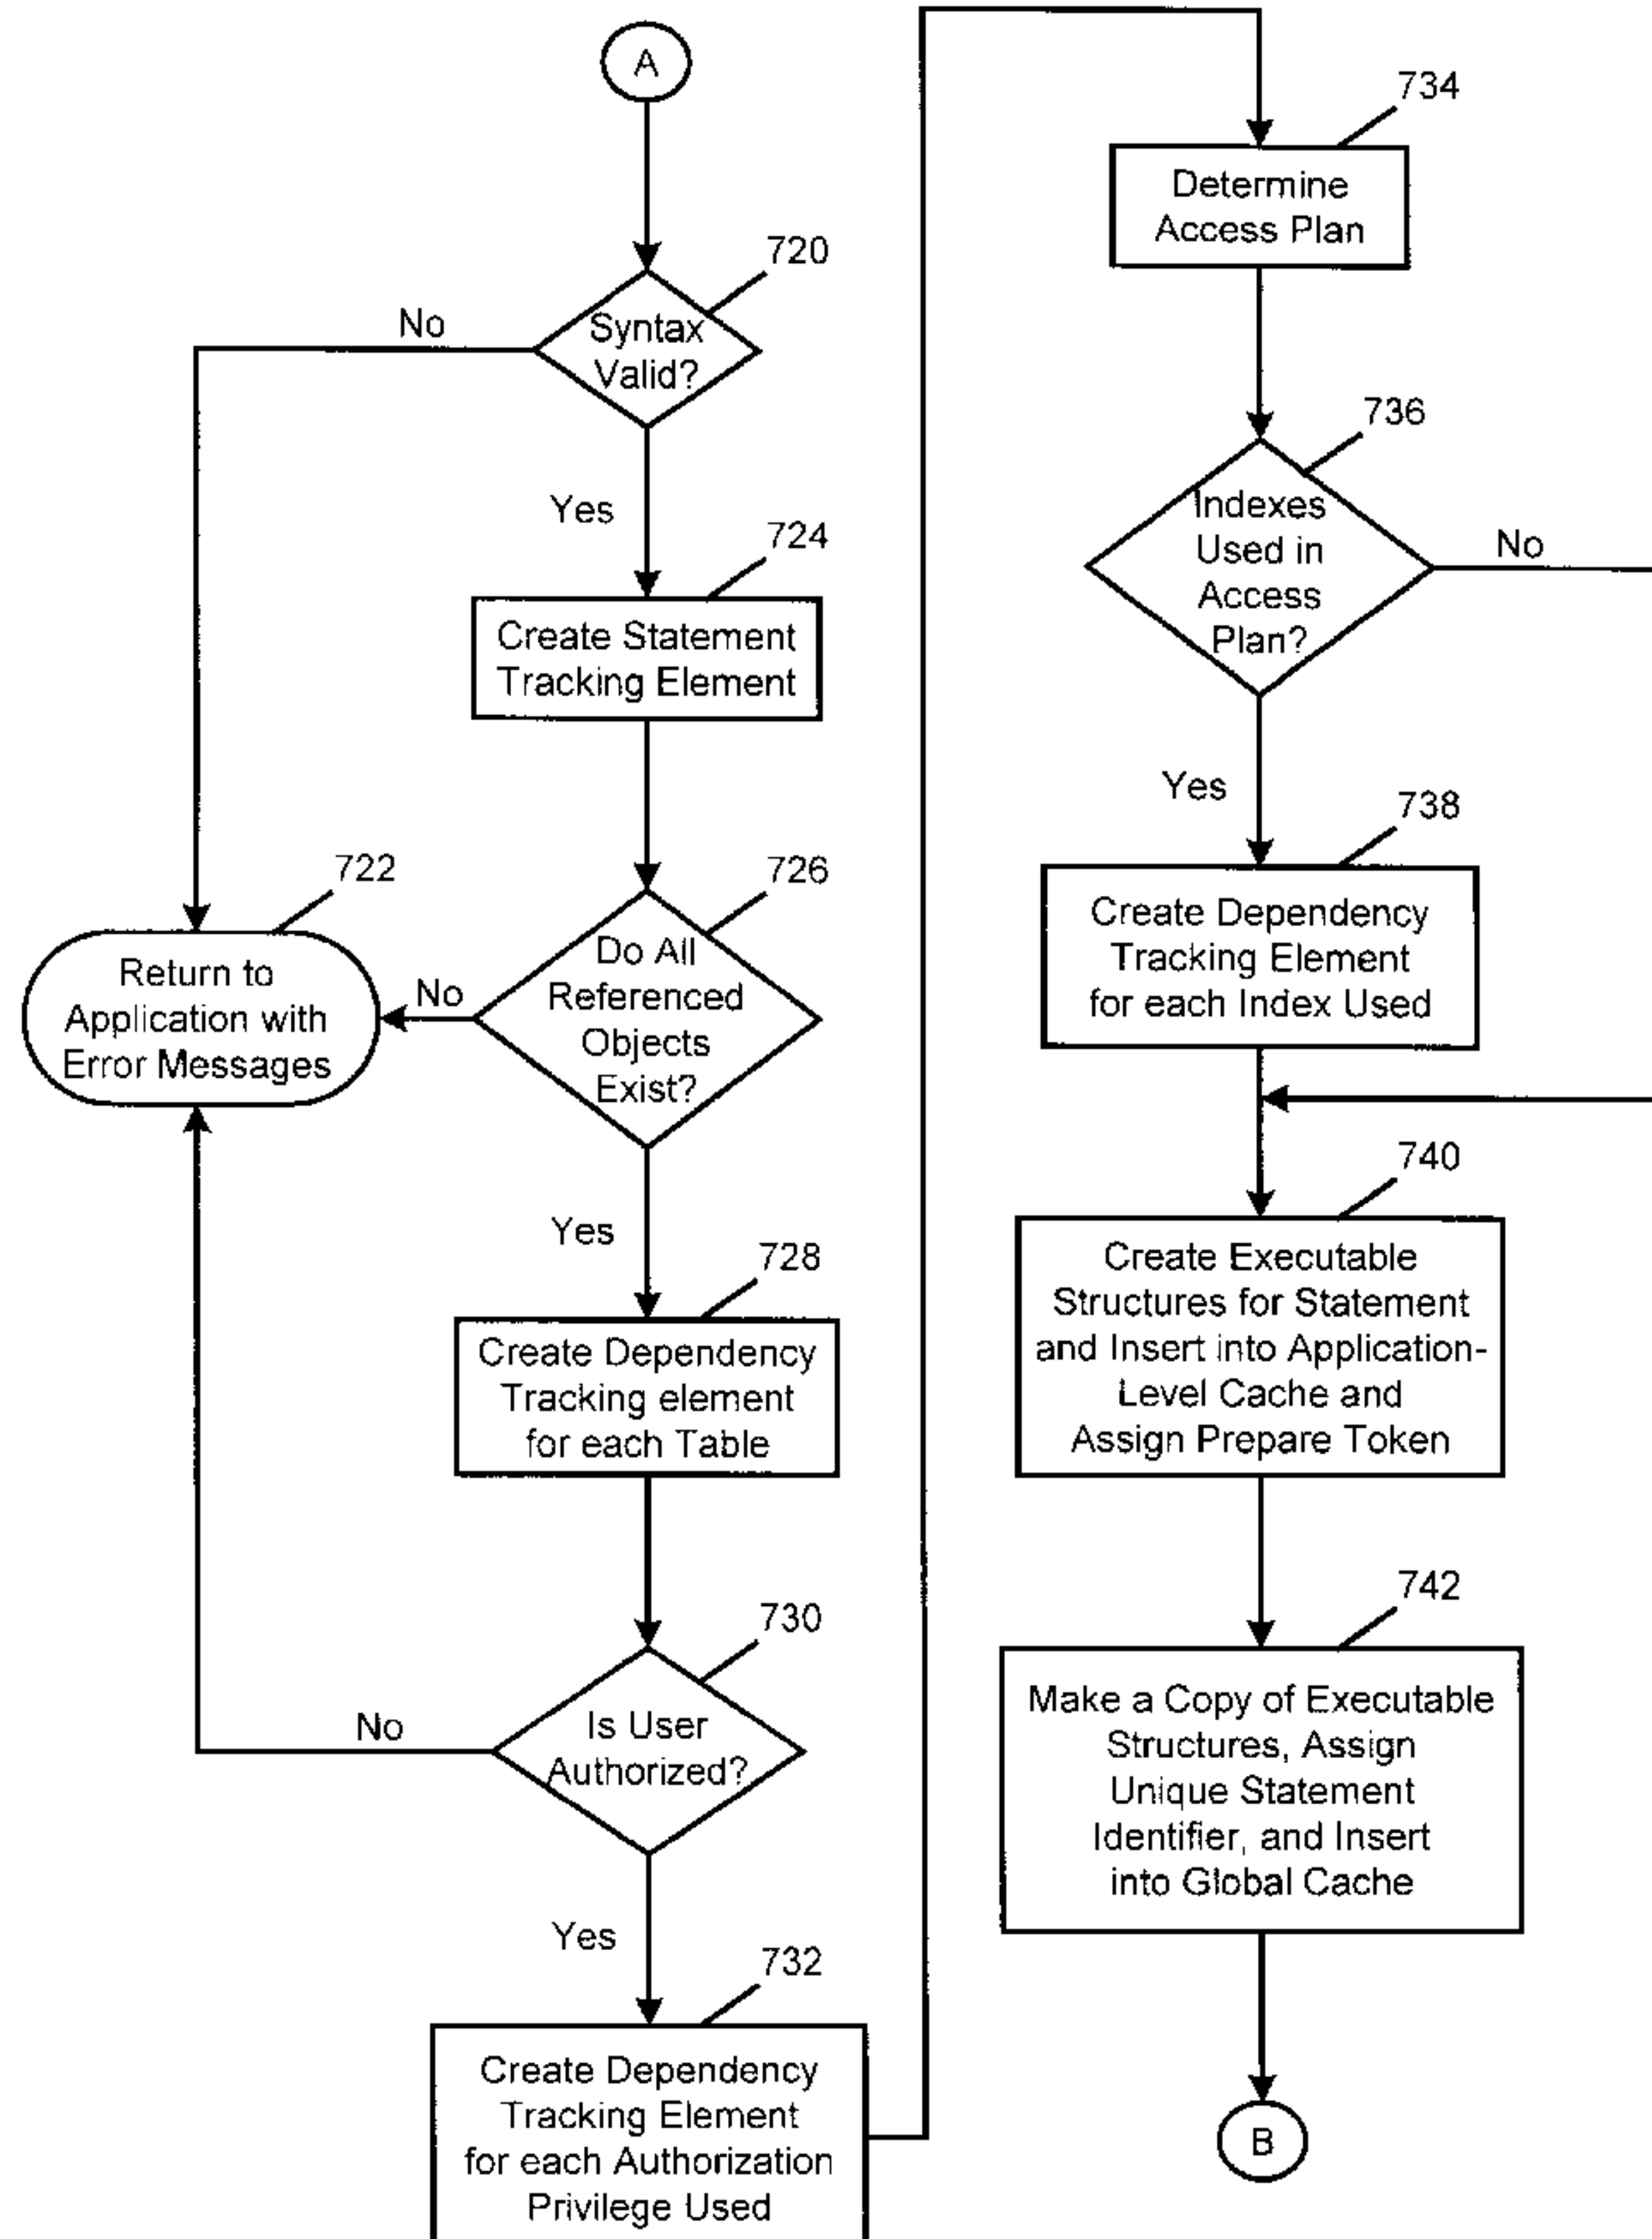 A
720
No
Syntax
Valid?
Yes
724
Create Statement
Tracking Element
722
Return to
Application with
Error Messages
No
726
Do All
Referenced
Objects
Exist?
Yes
728
Create Dependency
Tracking element
for each Table
730
No
Is User
Authorized?
Yes
732
Create Dependency
Tracking Element
for each Authorization
Privilege Used
734
Determine
Access Plan
736
Indexes
Used in
Access
Plan?
No
Yes
738
Create Dependency
Tracking Element
for each Index Used
740
Create Executable
Structures for Statement
and Insert into Application-
Level Cache and
Assign Prepare Token
742
Make a Copy of Executable
Structures, Assign
Unique Statement
Identifier, and Insert
into Global Cache
B